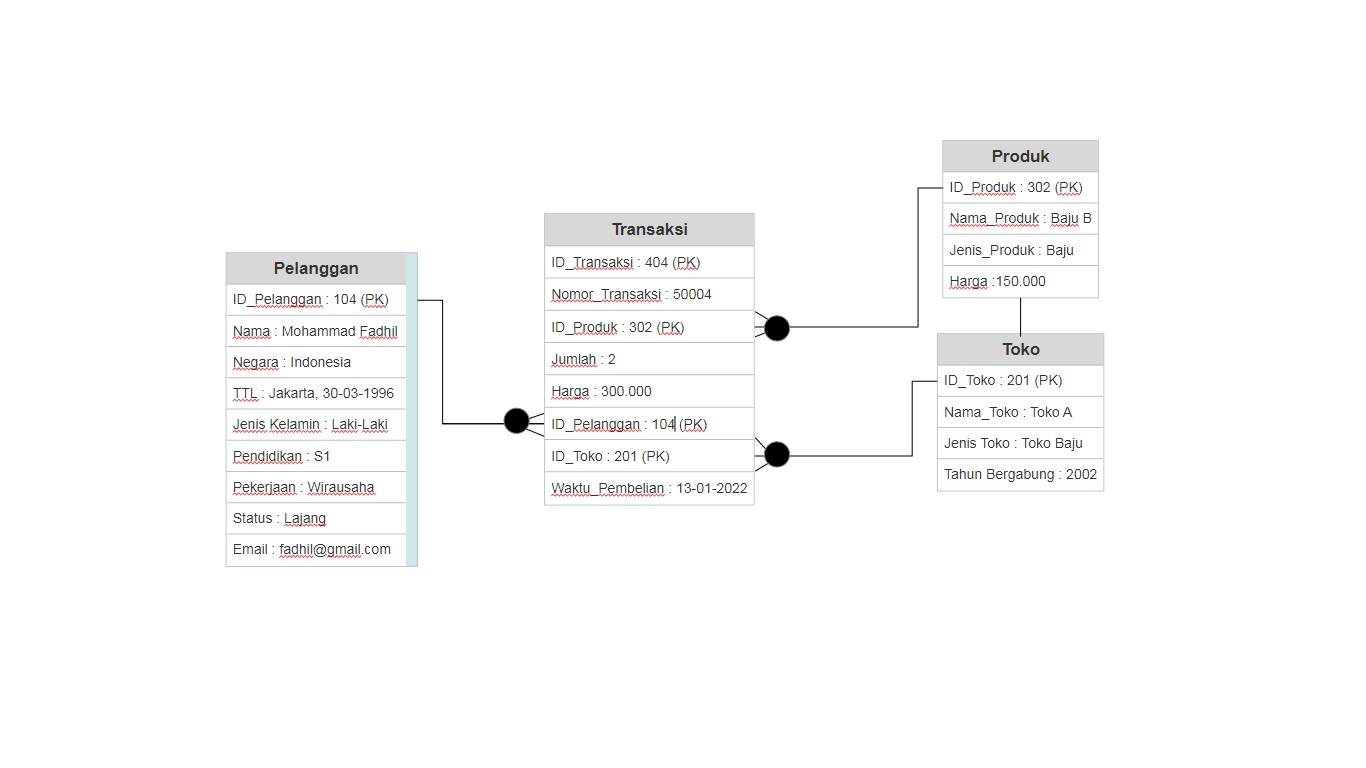 Pelanggan
ID_Pelanggan : 104 (PK)
Nama : Mohammad Fadhil
Negara : Indonesia
TTL : Jakarta, 30-03-1996
Jenis Kelamin : Laki-Laki
Pendidikan : S1
Pekerjaan : Wirausaha
Status : Lajang
Email : fadhil@gmail.com
Transaksi
ID_Transaksi : 404 (PK)
Nomor_Transaksi : 50004
ID_Produk : 302 (PK)
Jumlah : 2
Harga : 300.000
ID_Pelanggan : 104 (PK)
ID_Toko : 201 (PK)
Waktu_Pembelian : 13-01-2022
Produk
ID_Produk : 302 (PK)
Nama_Produk : Baju B
Jenis_Produk : Baju
Harga :150.000
Toko
ID_Toko : 201 (PK)
Nama_Toko : Toko A
Jenis Toko : Toko Baju
Tahun Bergabung : 2002